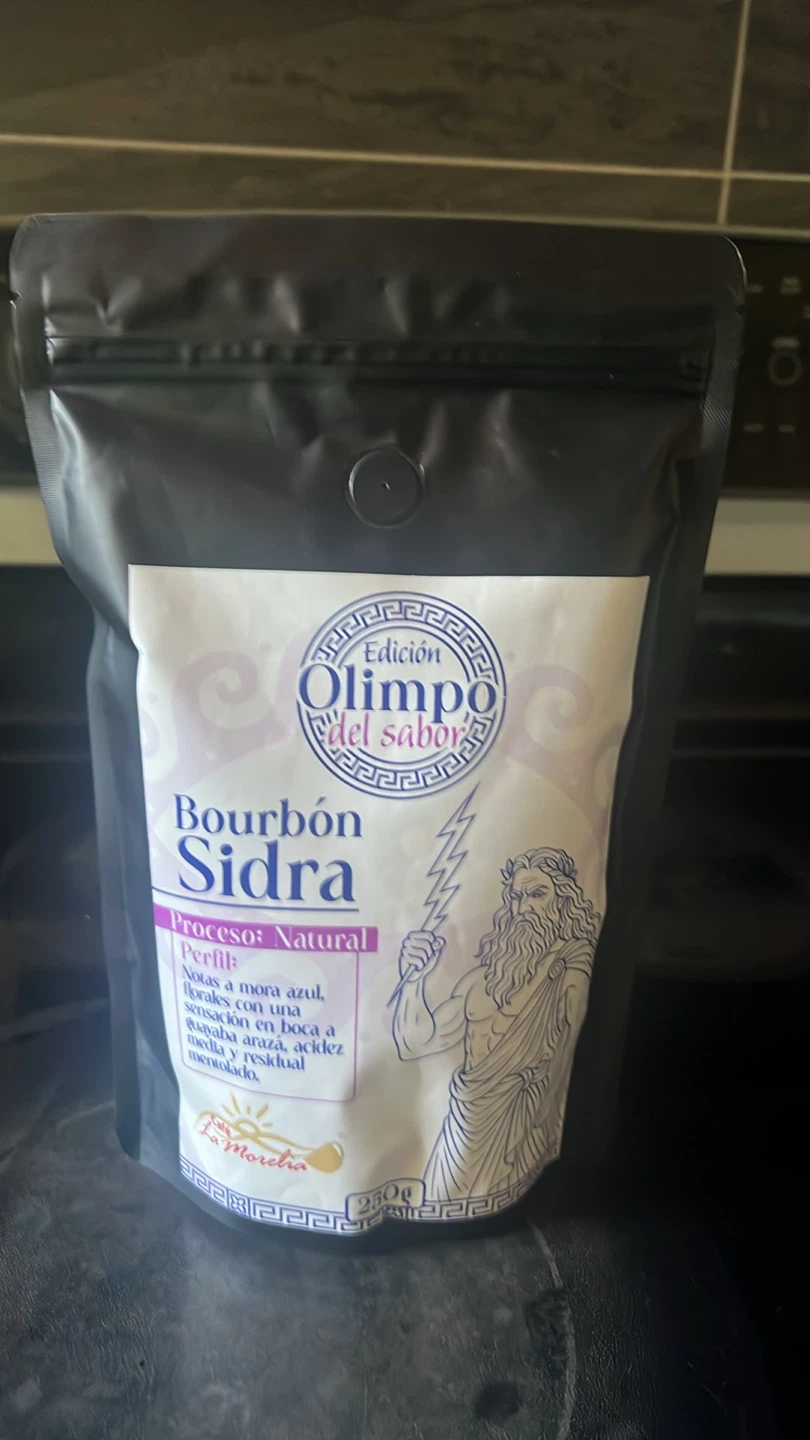 Edición
Olimpo
del sabor
Bourbón
Sidra
Proceso: Natural
Perfil:
Notas a mora azul,
florales con una
sensación en boca a
guayaba arazá, acidez
media y residual
mentolado.
Café
La Morelia
250g